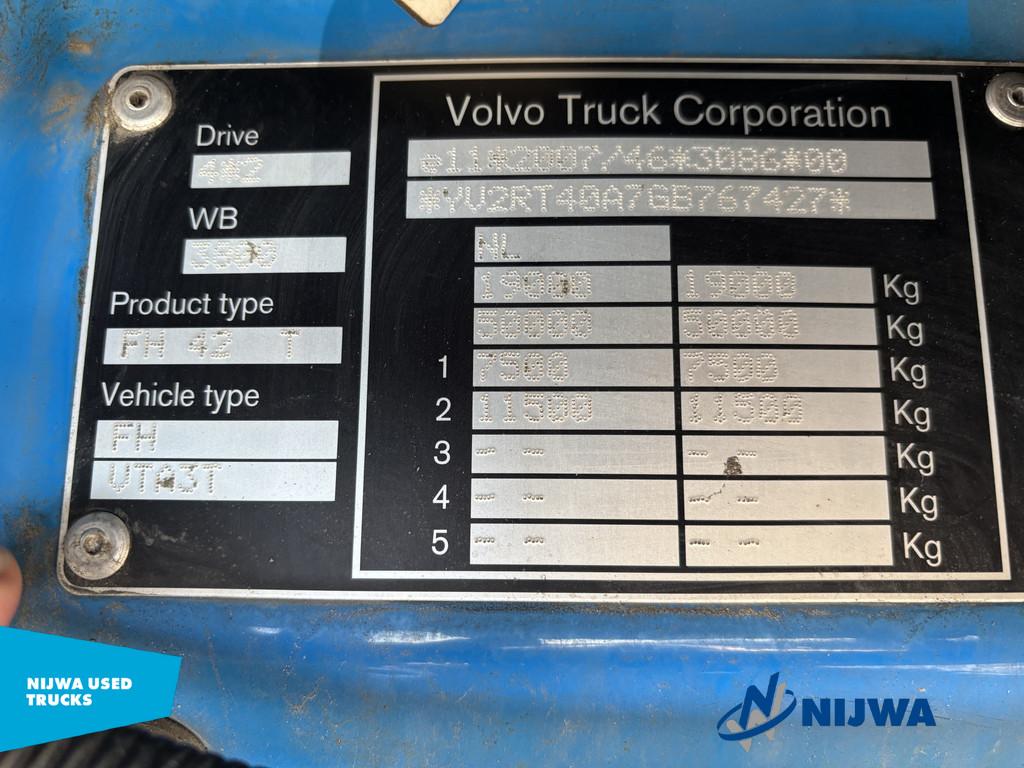 Drive
4*2
WB
3800
Product type
FH 42 T
Vehicle type
FH
VTA3T
Volvo Truck Corporation
e11*2007/46*3086*00
*YV2RT40A7GB767427*
NL
19000 19000 Kg
50000 50000 Kg
1 7500 7500 Kg
2 11500 11500 Kg
3 --- --- --- --- Kg
4 --- --- --- --- Kg
5 --- --- --- --- Kg
NIJWA USED
TRUCKS
NIJWA